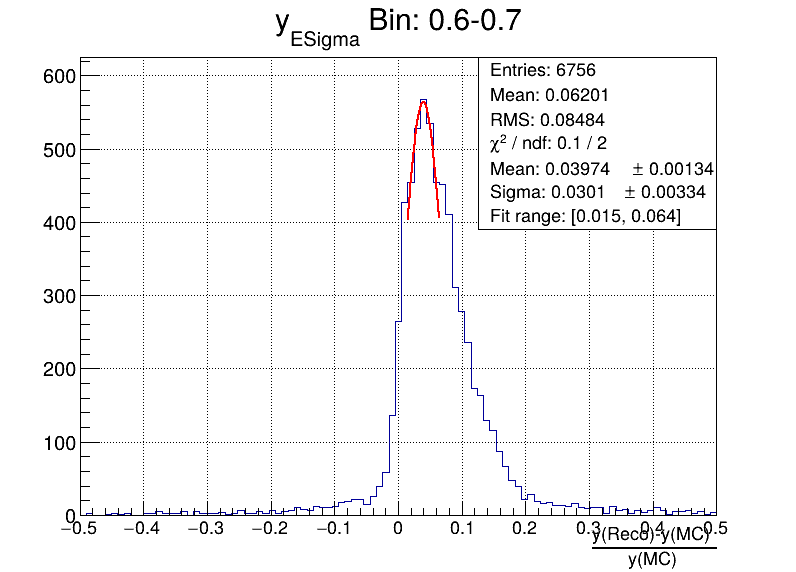 y_ESigma Bin: 0.6-0.7
Entries: 6756
Mean: 0.06201
RMS: 0.08484
χ² / ndf: 0.1 / 2
Mean: 0.03974 ± 0.00134
Sigma: 0.0301 ± 0.00334
Fit range: [0.015, 0.064]
600
500
400
300
200
100
0
−0.5 −0.4 −0.3 −0.2 −0.1 0 0.1 0.2 0.3 0.4 0.5
y(Reco)-y(MC)
y(MC)